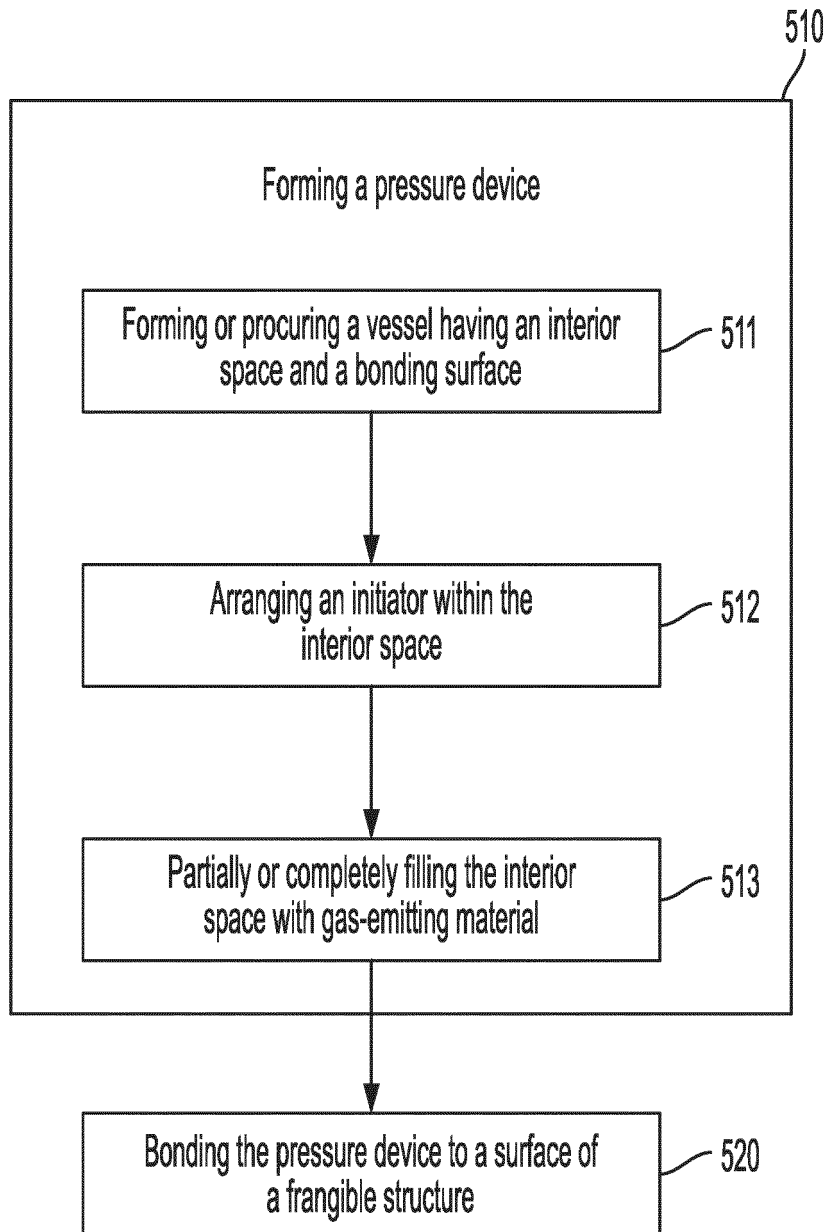 510
Forming a pressure device
Forming or procuring a vessel having an interior
space and a bonding surface
511
Arranging an initiator within the
interior space
512
Partially or completely filling the interior
space with gas-emitting material
513
Bonding the pressure device to a surface of
a frangible structure
520